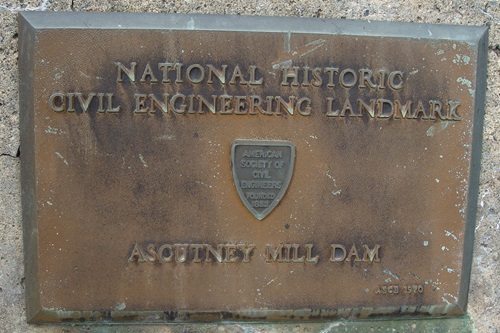 NATIONAL HISTORIC
CIVIL ENGINEERING LANDMARK
AMERICAN
SOCIETY OF
CIVIL
ENGINEERS
FOUNDED
1852
ASCUTNEY MILL DAM
ASCE 1970